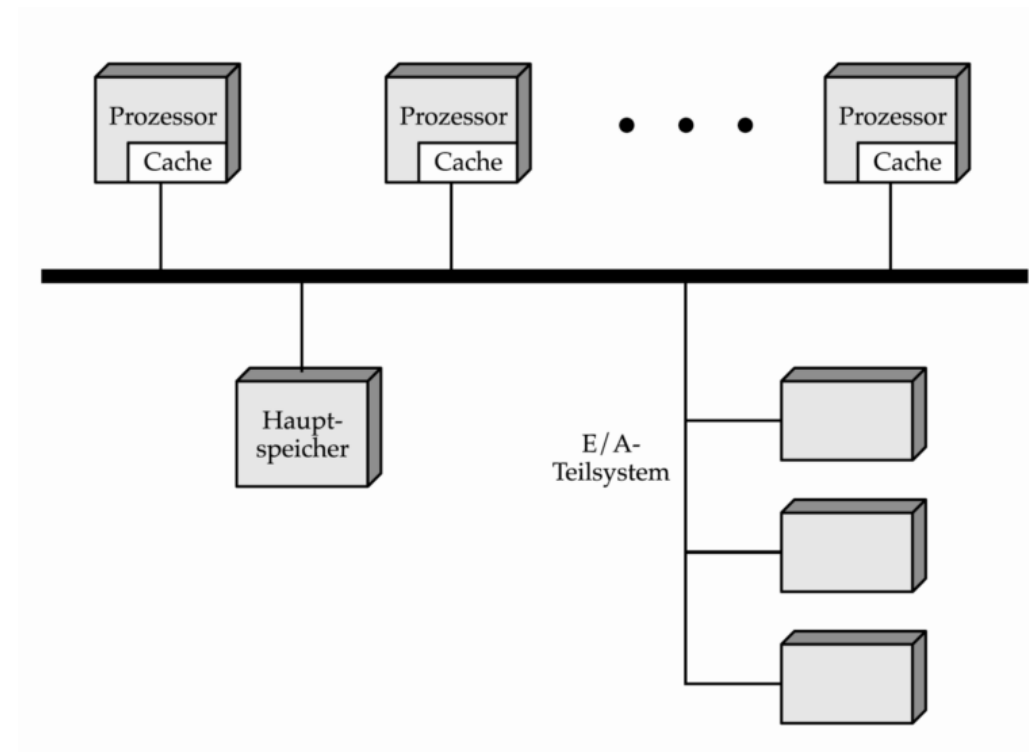 Prozessor
Cache
Prozessor
Cache
Prozessor
Cache
Haupt-
speicher
E/A-
Teilsystem